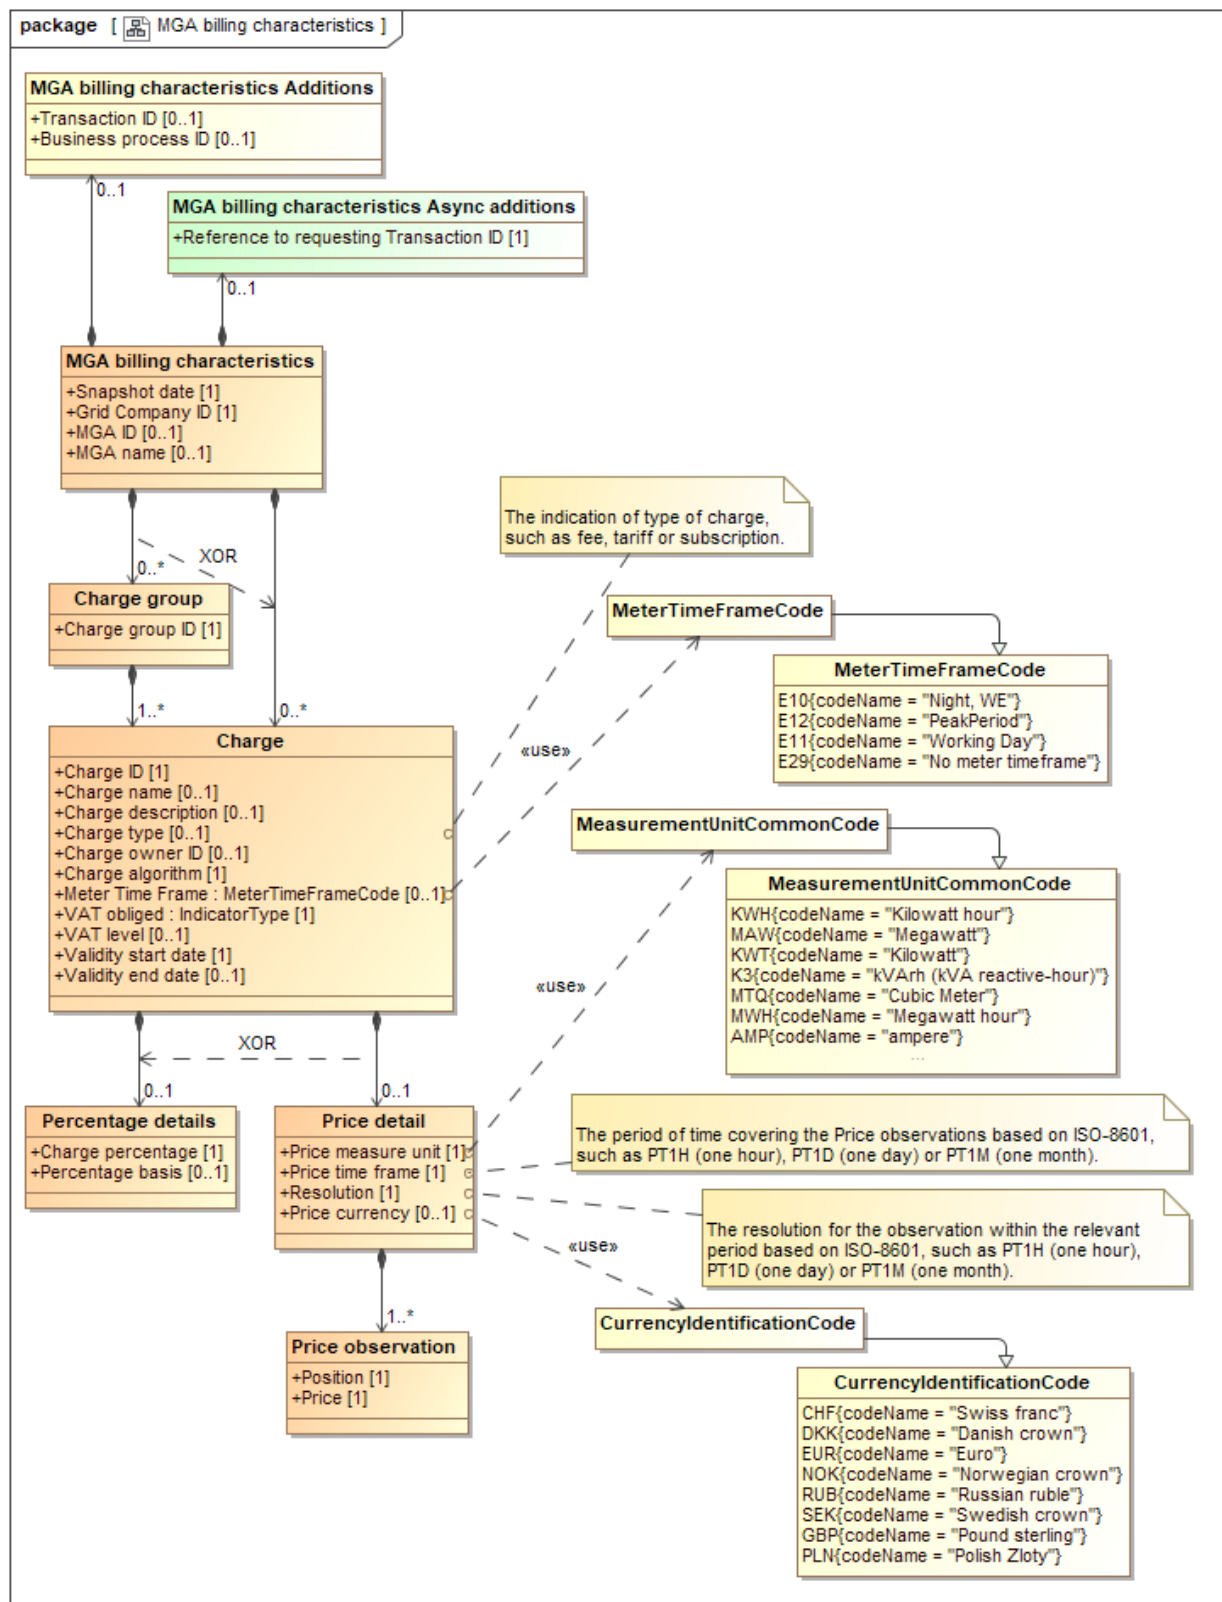 package [ MGA billing characteristics ]
MGA billing characteristics Additions
+Transaction ID [0..1]
+Business process ID [0..1]
0..1
MGA billing characteristics Async additions
+Reference to requesting Transaction ID [1]
0..1
MGA billing characteristics
+Snapshot date [1]
+Grid Company ID [1]
+MGA ID [0..1]
+MGA name [0..1]
The indication of type of charge,
such as fee, tariff or subscription.
XOR
0..*
Charge group
+Charge group ID [1]
MeterTimeFrameCode
MeterTimeFrameCode
E10{codeName = "Night, WE"}
E12{codeName = "PeakPeriod"}
E11{codeName = "Working Day"}
E29{codeName = "No meter timeframe"}
1..*
0..*
«use»
Charge
+Charge ID [1]
+Charge name [0..1]
+Charge description [0..1]
+Charge type [0..1]
+Charge owner ID [0..1]
+Charge algorithm [1]
+Meter Time Frame : MeterTimeFrameCode [0..1]
+VAT obliged : IndicatorType [1]
+VAT level [0..1]
+Validity start date [1]
+Validity end date [0..1]
MeasurementUnitCommonCode
MeasurementUnitCommonCode
KWH{codeName = "Kilowatt hour"}
MAW{codeName = "Megawatt"}
KWT{codeName = "Kilowatt"}
K3{codeName = "kVArh (kVA reactive-hour)"}
MTQ{codeName = "Cubic Meter"}
MWH{codeName = "Megawatt hour"}
AMP{codeName = "ampere"}
...
«use»
XOR
0..1
0..1
Percentage details
+Charge percentage [1]
+Percentage basis [0..1]
Price detail
+Price measure unit [1]
+Price time frame [1]
+Resolution [1]
+Price currency [0..1]
The period of time covering the Price observations based on ISO-8601,
such as PT1H (one hour), PT1D (one day) or PT1M (one month).
The resolution for the observation within the relevant
period based on ISO-8601, such as PT1H (one hour),
PT1D (one day) or PT1M (one month).
«use»
1..*
Price observation
+Position [1]
+Price [1]
CurrencyIdentificationCode
CurrencyIdentificationCode
CHF{codeName = "Swiss franc"}
DKK{codeName = "Danish crown"}
EUR{codeName = "Euro"}
NOK{codeName = "Norwegian crown"}
RUB{codeName = "Russian ruble"}
SEK{codeName = "Swedish crown"}
GBP{codeName = "Pound sterling"}
PLN{codeName = "Polish Zloty"}